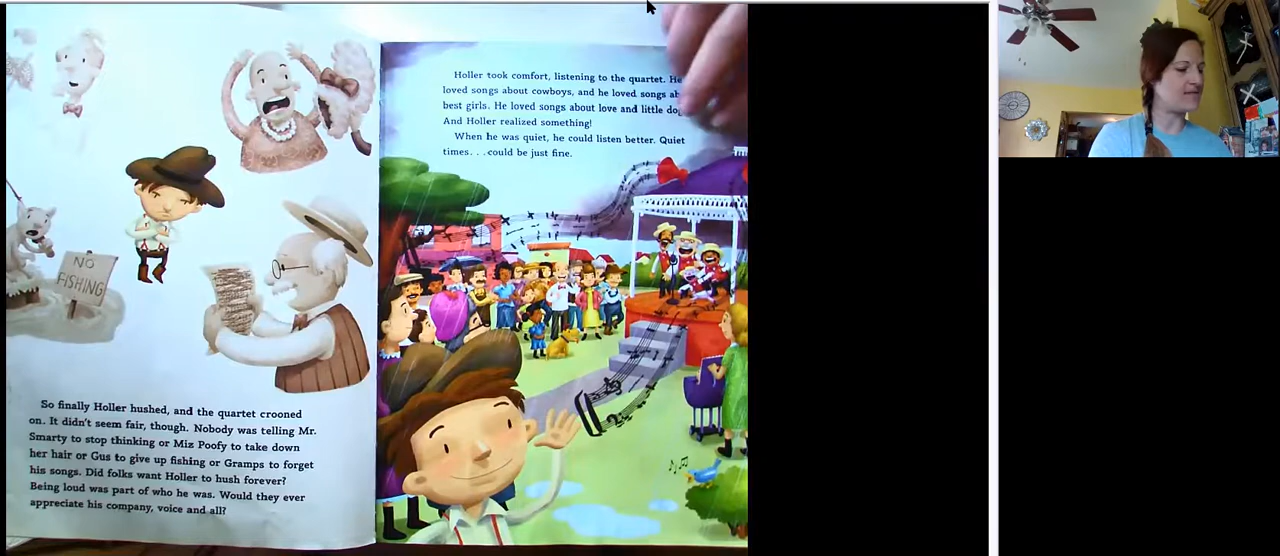 NO
FISHING
So finally Holler hushed, and the quartet crooned
on. It didn't seem fair, though. Nobody was telling Mr.
Smarty to stop thinking or Miz Poofy to take down
her hair or Gus to give up fishing or Gramps to forget
his songs. Did folks want Holler to hush forever?
Being loud was part of who he was. Would they ever
appreciate his company, voice and all?
Holler took comfort, listening to the quartet. He
loved songs about cowboys, and he loved songs
best girls. He loved songs about love and little
And Holler realized something!
When he was quiet, he could listen better. Quiet
times. . .could be just fine.